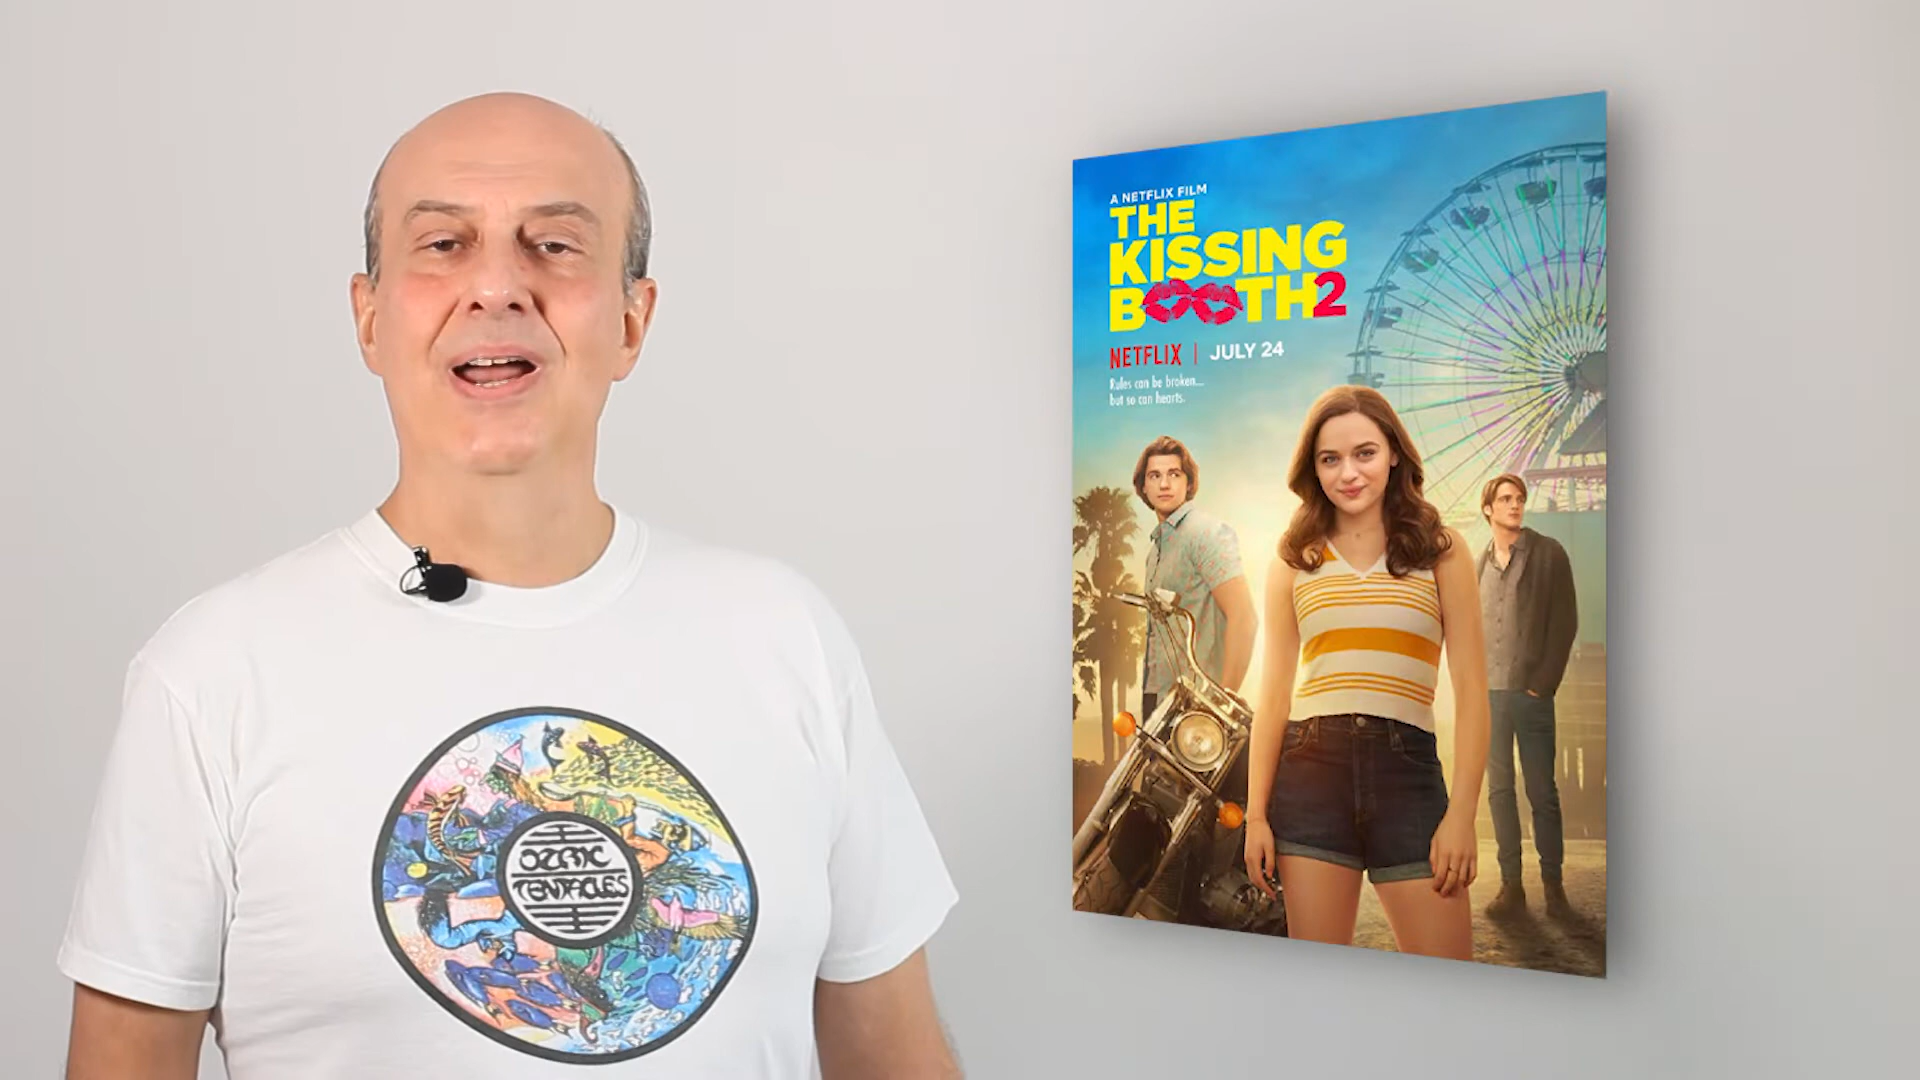 A NETFLIX FILM
THE
KISSING
BOOTH2
NETFLIX | JULY 24
Rules can be broken...
but so can hearts.
OZRIC
TENTACLES